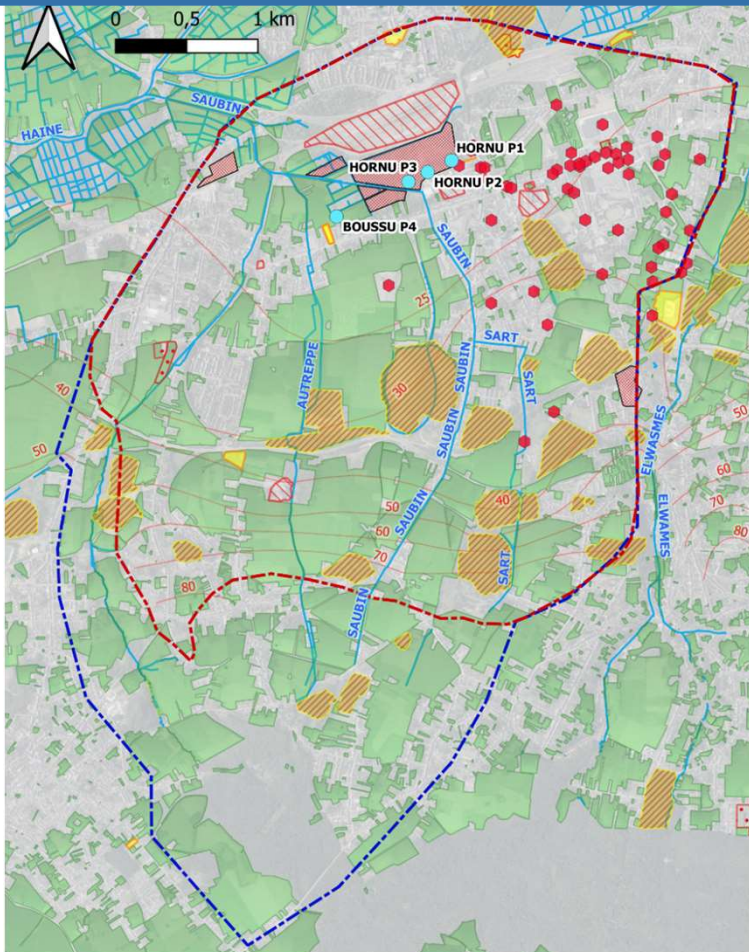 0 0,5 1 km
SAUBIN
HAINE
HORNU P1
HORNU P3
HORNU P2
BOUSSU P4
SAUBIN
25
SART
SAUBIN
AUTREPPE
30
SART
40
50
SAUBIN
ELWASMES
50
60
70
80
50
40
60
SAUBIN
70
ELWAMES
SART
80
SAUBIN